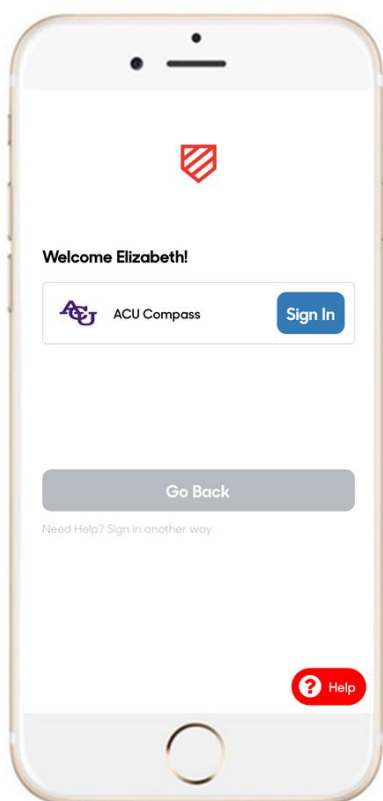 Welcome Elizabeth!
ACU
ACU Compass
Sign In
Go Back
Need Help? Sign in another way
? Help